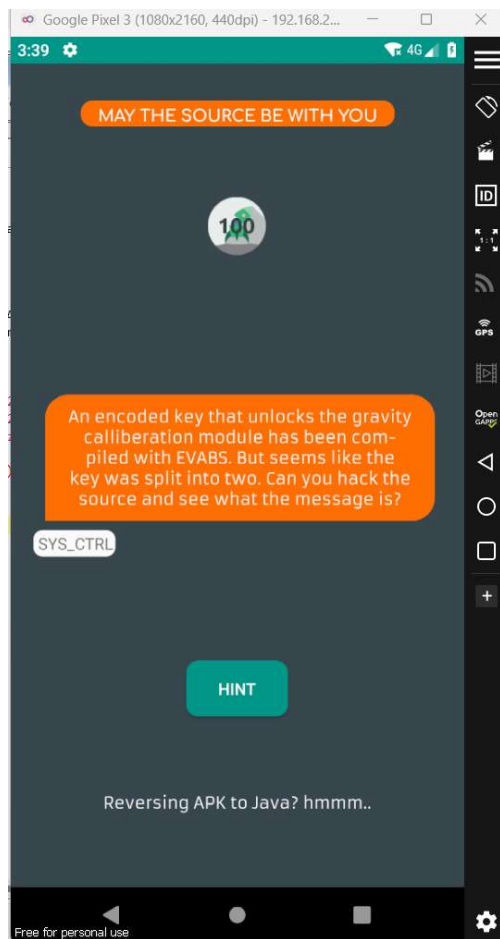 Google Pixel 3 (1080x2160, 440dpi) - 192.168.2...
3:39
4G
MAY THE SOURCE BE WITH YOU
ID
100
1:1
GPS
Open
GAPPS
An encoded key that unlocks the gravity
calliberation module has been com-
piled with EVABS. But seems like the
key was split into two. Can you hack the
source and see what the message is?
SYS_CTRL
HINT
Reversing APK to Java? hmmm..
Free for personal use